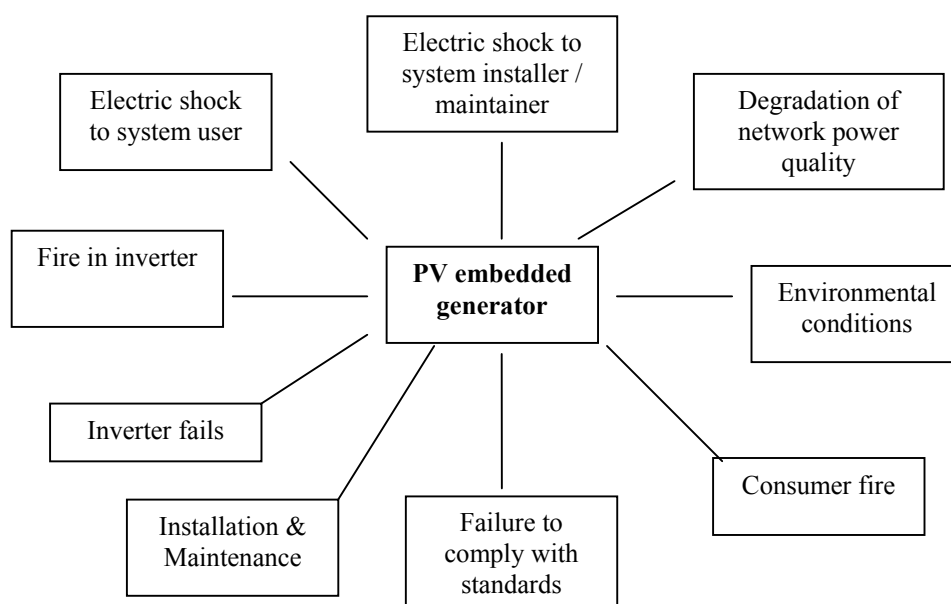 Electric shock
to system user
Electric shock to
system installer /
maintainer
Degradation of
network power
quality
Fire in inverter
PV embedded
generator
Environmental
conditions
Inverter fails
Installation &
Maintenance
Failure to
comply with
standards
Consumer fire